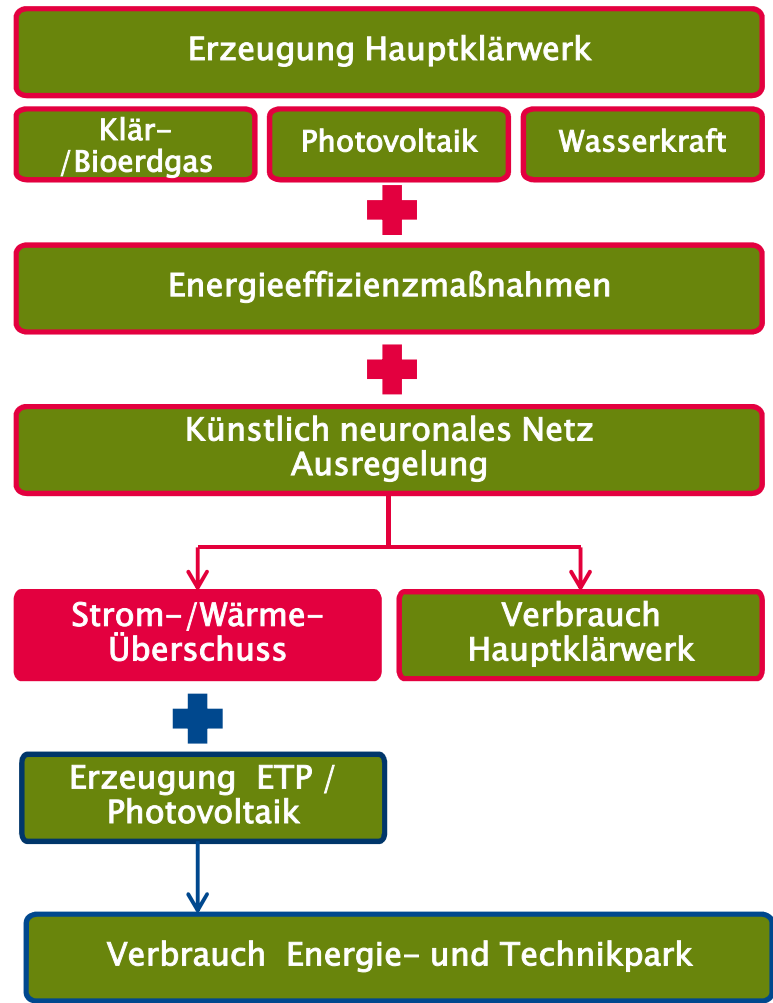 Erzeugung Hauptklärwerk
Klär-
/Bioerdgas
Photovoltaik
Wasserkraft
Energieeffizienzmaßnahmen
Künstlich neuronales Netz
Ausregelung
Strom-/Wärme-
Überschuss
Verbrauch
Hauptklärwerk
Erzeugung ETP /
Photovoltaik
Verbrauch Energie- und Technikpark